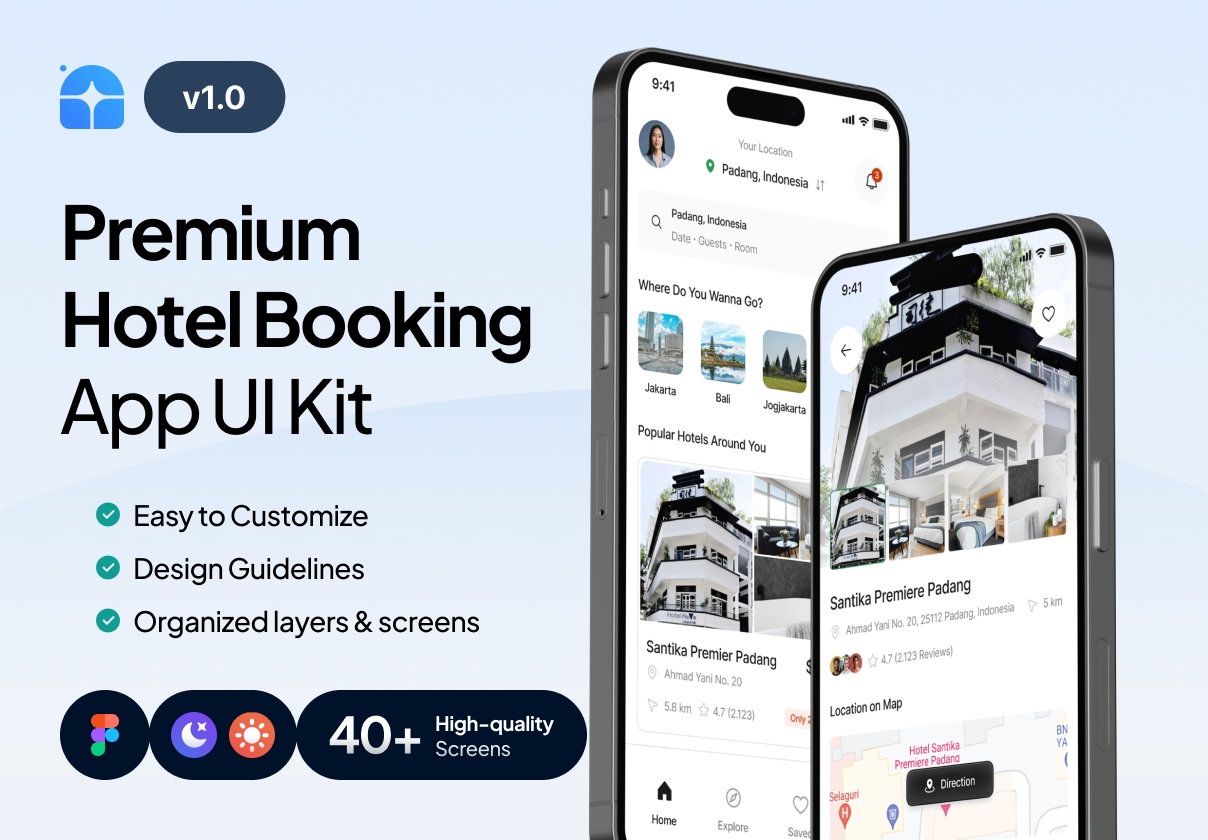 v1.0
Premium
Hotel Booking
App UI Kit
Easy to Customize
Design Guidelines
Organized layers & screens
40+
High-quality
Screens
9:41
Your Location
Padang, Indonesia
3
Padang, Indonesia
Date · Guests · Room
Where Do You Wanna Go?
Jakarta
Bali
Jogjakarta
Popular Hotels Around You
Santika Premier Padang
$
Ahmad Yani No. 20
5.8 km
4.7 (2.123)
Only 2
Home
Explore
Saved
9:41
Santika Premiere Padang
Ahmad Yani No. 20, 25112 Padang, Indonesia
5 km
4.7 (2.123 Reviews)
Location on Map
Hotel Santika
Premiere Padang
BN
YA
Direction
Selaguri
H